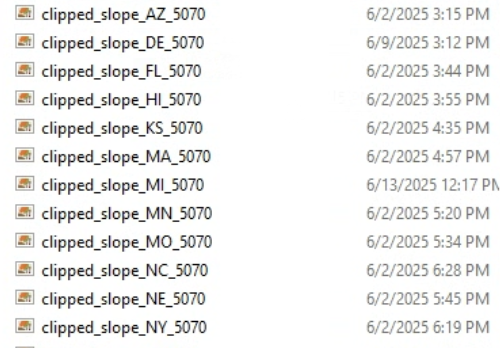 clipped_slope_AZ_5070 6/2/2025 3:15 PM
clipped_slope_DE_5070 6/9/2025 3:12 PM
clipped_slope_FL_5070 6/2/2025 3:44 PM
clipped_slope_HI_5070 6/2/2025 3:55 PM
clipped_slope_KS_5070 6/2/2025 4:35 PM
clipped_slope_MA_5070 6/2/2025 4:57 PM
clipped_slope_MI_5070 6/13/2025 12:17 PM
clipped_slope_MN_5070 6/2/2025 5:20 PM
clipped_slope_MO_5070 6/2/2025 5:34 PM
clipped_slope_NC_5070 6/2/2025 6:28 PM
clipped_slope_NE_5070 6/2/2025 5:45 PM
clipped_slope_NY_5070 6/2/2025 6:19 PM